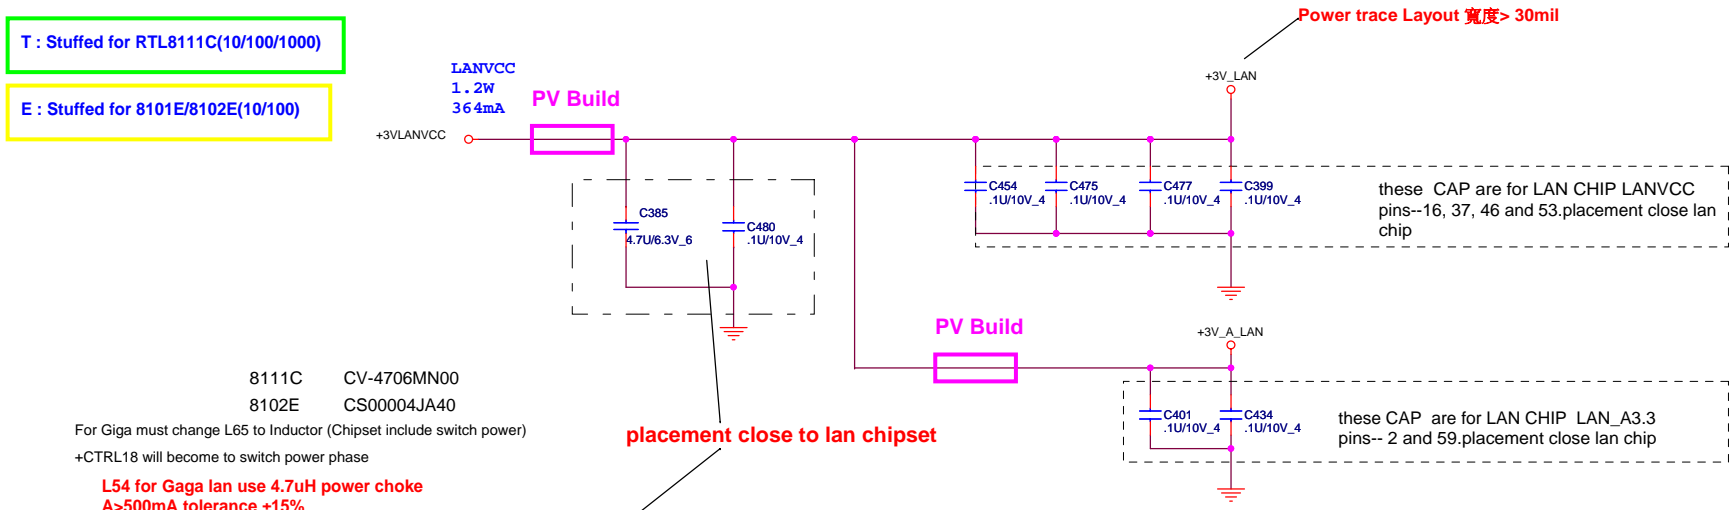 Power trace Layout 寬度> 30mil
T : Stuffed for RTL8111C(10/100/1000)
E : Stuffed for 8101E/8102E(10/100)
LANVCC
1.2W
364mA
PV Build
+3VLANVCC
+3V_LAN
C385
4.7U/6.3V_6
C480
.1U/10V_4
C454
.1U/10V_4
C475
.1U/10V_4
C477
.1U/10V_4
C399
.1U/10V_4
these CAP are for LAN CHIP LANVCC
pins--16, 37, 46 and 53.placement close lan
chip
PV Build
+3V_A_LAN
C401
.1U/10V_4
C434
.1U/10V_4
these CAP are for LAN CHIP LAN_A3.3
pins-- 2 and 59.placement close lan chip
8111C CV-4706MN00
8102E CS00004JA40
For Giga must change L65 to Inductor (Chipset include switch power)
+CTRL18 will become to switch power phase
placement close to lan chipset
L54 for Gaga lan use 4.7uH power choke
A>500mA tolerance +15%